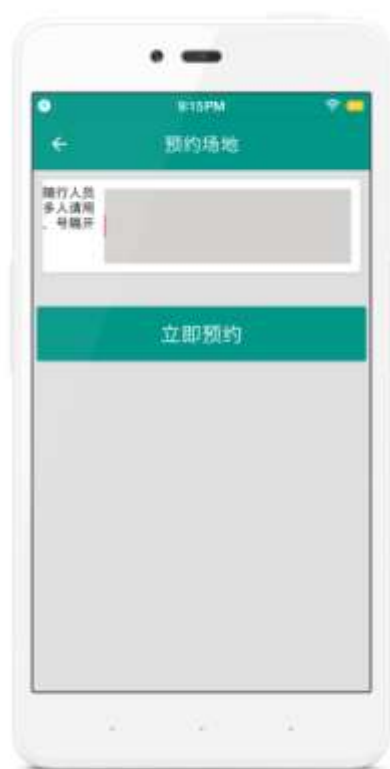 9:15PM
预约场地
随行人员
多人请用
、号隔开
立即预约